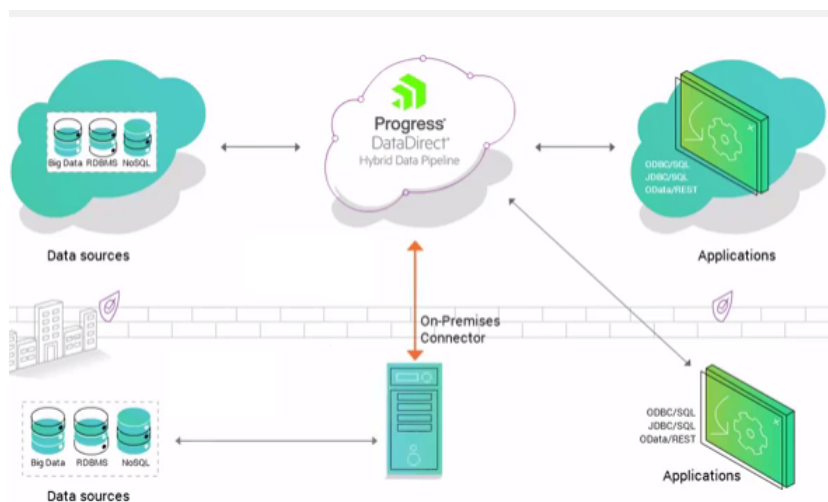 Big Data RDBMS NoSQL
Data sources
Progress®
DataDirect®
Hybrid Data Pipeline
ODBC/SQL
JDBC/SQL
OData/REST
Applications
On-Premises
Connector
Big Data RDBMS NoSQL
Data sources
ODBC/SQL
JDBC/SQL
OData/REST
Applications